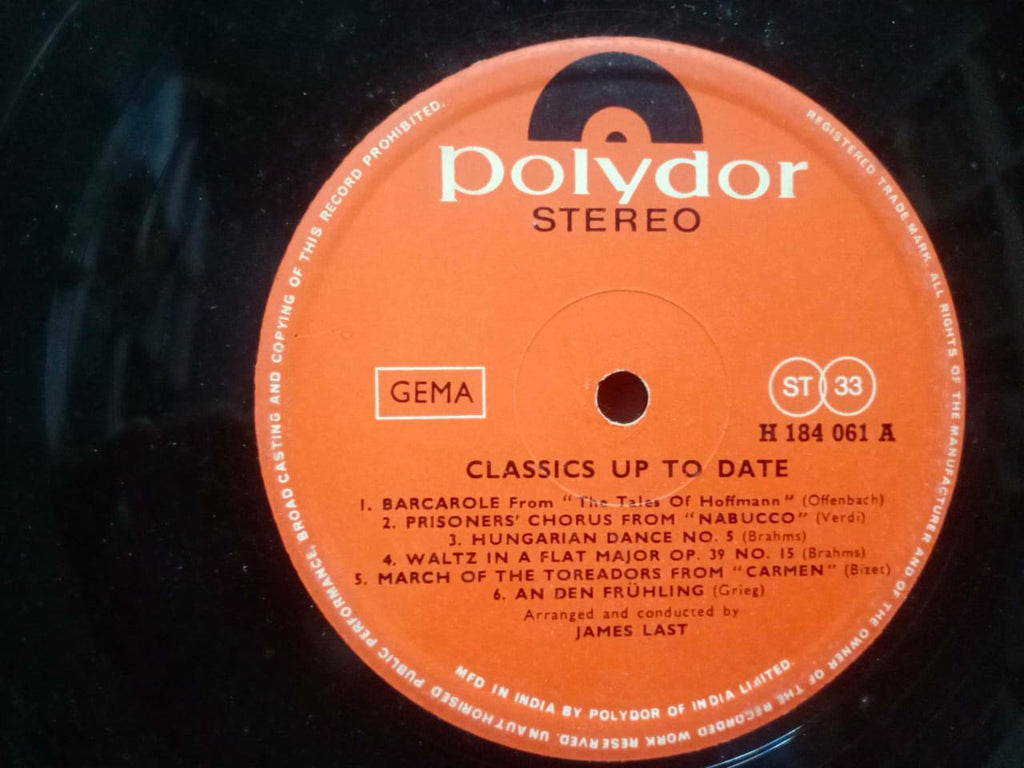 polydor
STEREO
GEMA
ST 33
H 184 061 A
CLASSICS UP TO DATE
1. BARCAROLE From "The Tales Of Hoffmann" (Offenbach)
2. PRISONERS' CHORUS FROM "NABUCCO" (Verdi)
3. HUNGARIAN DANCE NO. 5 (Brahms)
4. WALTZ IN A FLAT MAJOR OP. 39 NO. 15 (Brahms)
5. MARCH OF THE TOREADORS FROM "CARMEN" (Bizet)
6. AN DEN FRÜHLING (Grieg)
Arranged and conducted by
JAMES LAST
MFD IN INDIA BY POLYDOR OF INDIA LIMITED.
REGISTERED TRADEMARK. ALL RIGHTS OF THE MANUFACTURER AND OF THE OWNER OF THE RECORDED WORK RESERVED. UNAUTHORISED PUBLIC PERFORMANCE, BROADCASTING AND COPYING OF THIS RECORD PROHIBITED.